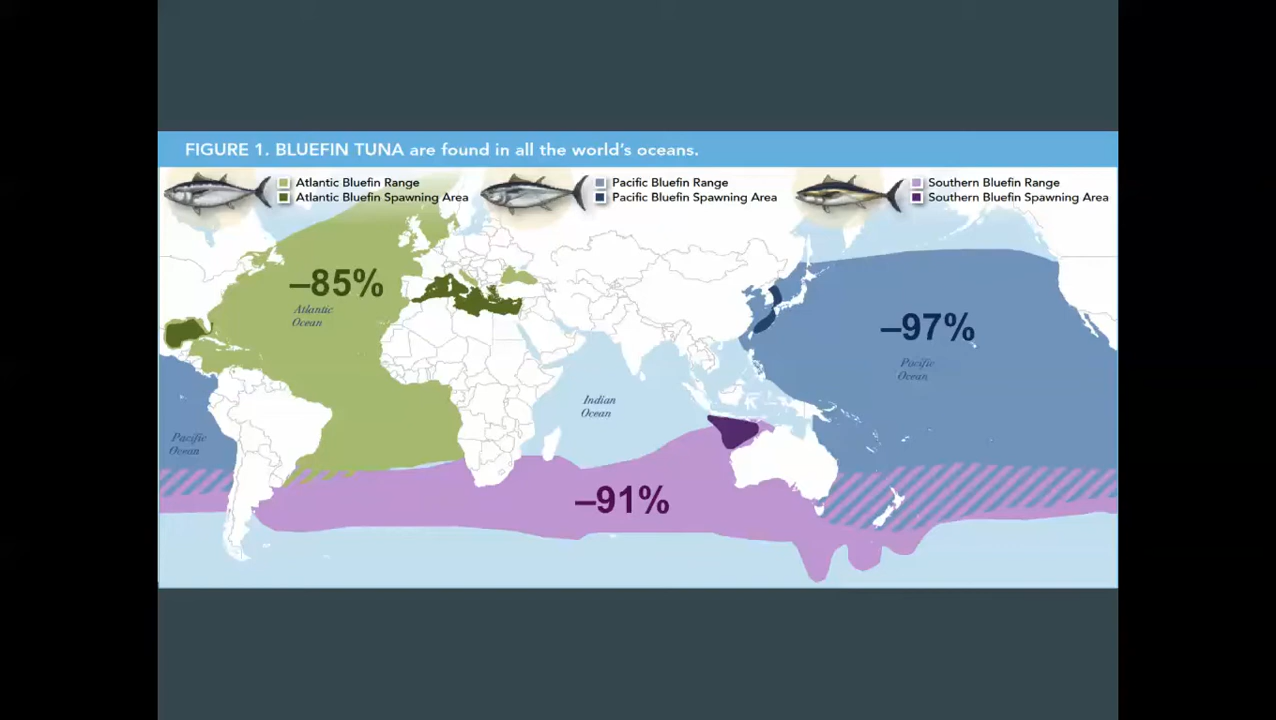 FIGURE 1. BLUEFIN TUNA are found in all the world's oceans.
Atlantic Bluefin Range
Atlantic Bluefin Spawning Area
Pacific Bluefin Range
Pacific Bluefin Spawning Area
Southern Bluefin Range
Southern Bluefin Spawning Area
–85%
Atlantic
Ocean
–97%
Pacific
Ocean
Indian
Ocean
Pacific
Ocean
–91%